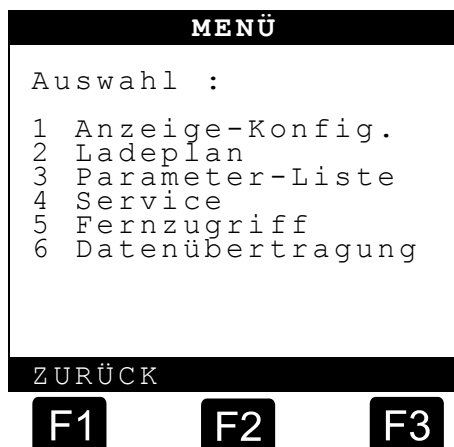 MENÜ
Auswahl :
1 Anzeige-Konfig.
2 Ladeplan
3 Parameter-Liste
4 Service
5 Fernzugriff
6 Datenübertragung
ZURÜCK
F1 F2 F3